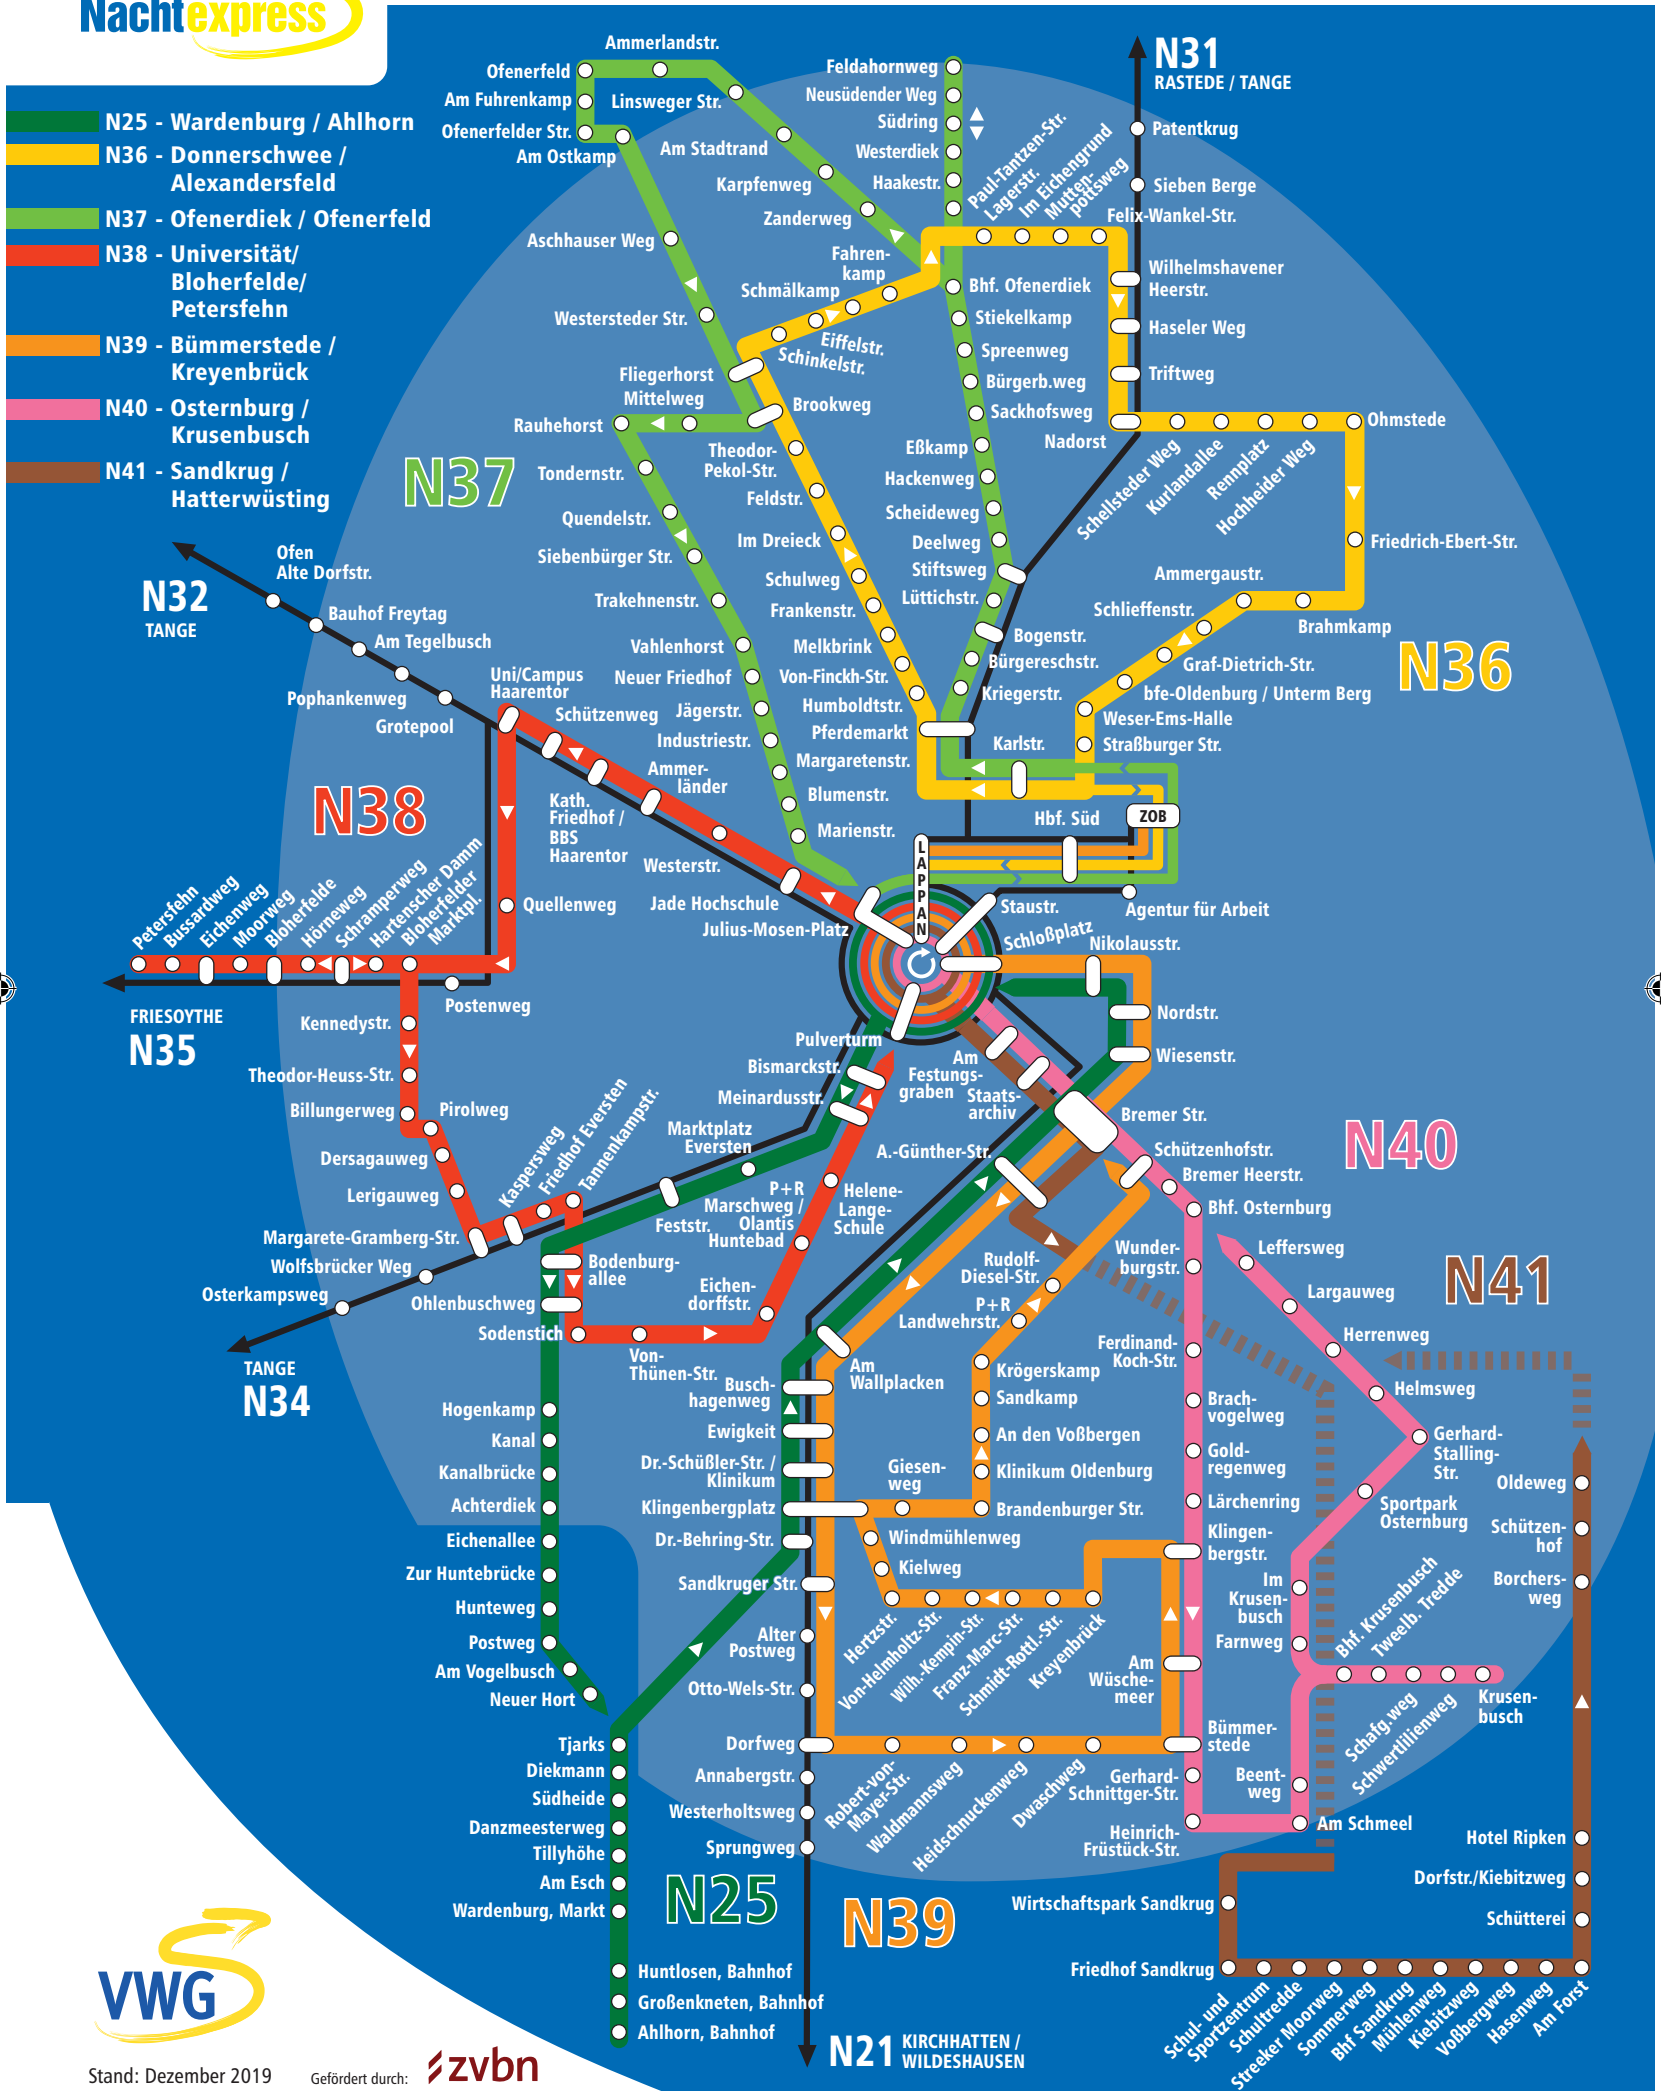 Nachtexpress
N25 - Wardenburg / Ahlhorn
N36 - Donnerschwee /
Alexandersfeld
N37 - Ofenerdiek / Ofenerfeld
N38 - Universität/
Bloherfelde/
Petersfehn
N39 - Bümmerstede /
Kreyenbrück
N40 - Osternburg /
Krusenbusch
N41 - Sandkrug /
Hatterwüsting
Ammerlandstr.
Ofenerfeld
Am Fuhrenkamp
Linsweger Str.
Ofenerfelder Str.
Am Ostkamp
Am Stadtrand
Karpfenweg
Zanderweg
Aschhauser Weg
Westersteder Str.
Feldahornweg
Neusüdender Weg
Südring
Westerdiek
Haakestr.
Paul-Tantzen-Str.
Lagerstr.
Im Eichengrund
Mutten-
pottsweg
N31
RASTEDE / TANGE
Patentkrug
Sieben Berge
Felix-Wankel-Str.
Wilhelmshavener
Heerstr.
Haseler Weg
Triftweg
Nadorst
Fahren-
kamp
Schmälkamp
Eiffelstr.
Schinkelstr.
Bhf. Ofenerdiek
Stiekelkamp
Spreenweg
Bürgerb.weg
Sackhofsweg
Eßkamp
Hackenweg
Scheideweg
Deelweg
Stiftsweg
Lüttichstr.
Bogenstr.
Bürgereschstr.
Kriegerstr.
Fliegerhorst
Mittelweg
Brookweg
Rauhehorst
Theodor-
Pekol-Str.
Feldstr.
Im Dreieck
Schulweg
Frankenstr.
Melkbrink
Von-Finckh-Str.
Humboldtstr.
Pferdemarkt
N37
Tondernstr.
Quendelstr.
Siebenbürger Str.
Trakehnenstr.
Vahlenhorst
Neuer Friedhof
Jägerstr.
Industriestr.
Margaretenstr.
Blumenstr.
Marienstr.
Ohmstede
Schellsteder Weg
Kurlandallee
Rennplatz
Hochheider Weg
Friedrich-Ebert-Str.
Ammergaustr.
Schlieffenstr.
Brahmkamp
Graf-Dietrich-Str.
bfe-Oldenburg / Unterm Berg
Weser-Ems-Halle
Straßburger Str.
Karlstr.
N36
Hbf. Süd
ZOB
LAPPAN
Staustr.
Agentur für Arbeit
Schloßplatz
Nikolausstr.
Nordstr.
Wiesenstr.
Ofen
Alte Dorfstr.
N32
TANGE
Bauhof Freytag
Am Tegelbusch
Pophankenweg
Grotepool
Uni/Campus
Haarentor
Schützenweg
Ammer-
länder
Kath.
Friedhof /
BBS
Haarentor
Westerstr.
Jade Hochschule
Julius-Mosen-Platz
N38
Quellenweg
Petersfehn
Bussardweg
Eichenweg
Moorweg
Bloherfelde
Hörneweg
Schramperweg
Hartenscher Damm
Bloherfelder
Marktpl.
Postenweg
FRIESOYTHE
N35
Kennedystr.
Theodor-Heuss-Str.
Billungerweg
Pirolweg
Dersagauweg
Lerigauweg
Margarete-Gramberg-Str.
Wolfsbrücker Weg
Osterkampsweg
TANGE
N34
Kaspersweg
Friedhof Eversten
Tannenkampstr.
Pulverturm
Bismarckstr.
Meinardusstr.
Marktplatz
Eversten
Feststr.
Bodenburg-
allee
Ohlenbuschweg
Sodenstich
Von-
Thünen-Str.
P+R
Marschweg /
Olantis
Huntebad
Helene-
Lange-
Schule
Eichen-
dorffstr.
Am
Festungs-
graben
Staats-
archiv
Bremer Str.
A.-Günther-Str.
Schützenhofstr.
Bremer Heerstr.
Bhf. Osternburg
N40
Wunder-
burgstr.
Leffersweg
Largauweg
Herrenweg
Helmsweg
Gerhard-
Stalling-
Str.
Sportpark
Osternburg
N41
Rudolf-
Diesel-Str.
P+R
Landwehrstr.
Krögerskamp
Sandkamp
An den Voßbergen
Klinikum Oldenburg
Brandenburger Str.
Giesen-
weg
Windmühlenweg
Kielweg
Am
Wallplacken
Busch-
hagenweg
Ewigkeit
Dr.-Schüßler-Str. /
Klinikum
Klingenbergplatz
Dr.-Behring-Str.
Sandkruger Str.
Alter
Postweg
Otto-Wels-Str.
Dorfweg
Annabergstr.
Westerholtsweg
Sprungweg
Ferdinand-
Koch-Str.
Brach-
vogelweg
Gold-
regenweg
Lärchenring
Klingen-
bergstr.
Im
Krusen-
busch
Farnweg
Am
Wüsche-
meer
Bümmer-
stede
Gerhard-
Schnittger-Str.
Heinrich-
Früstück-Str.
Beent-
weg
Am Schmeel
Bhf. Krusenbusch
Tweelb. Tredde
Schafg.weg
Schwertlilienweg
Krusen-
busch
Hertzstr.
Von-Helmholtz-Str.
Wilh.-Kempin-Str.
Franz-Marc-Str.
Schmidt-Rottl.-Str.
Kreyenbrück
Robert-von-
Mayer-Str.
Waldmannsweg
Heidschnuckenweg
Dwaschweg
Hogenkamp
Kanal
Kanalbrücke
Achterdiek
Eichenallee
Zur Huntebrücke
Hunteweg
Postweg
Am Vogelbusch
Neuer Hort
Tjarks
Diekmann
Südheide
Danzmeesterweg
Tillyhöhe
Am Esch
Wardenburg, Markt
Huntlosen, Bahnhof
Großenkneten, Bahnhof
Ahlhorn, Bahnhof
N25
N39
N21
KIRCHHATTEN /
WILDESHAUSEN
Oldeweg
Schützen-
hof
Borchers-
weg
Hotel Ripken
Dorfstr./Kiebitzweg
Schütterei
Wirtschaftspark Sandkrug
Friedhof Sandkrug
Schul- und
Sportzentrum
Schultredde
Streeker Moorweg
Sommerweg
Bhf Sandkrug
Mühlenweg
Kiebitzweg
Voßbergweg
Hasenweg
Am Forst
VWG
Stand: Dezember 2019
Gefördert durch:
zvbn